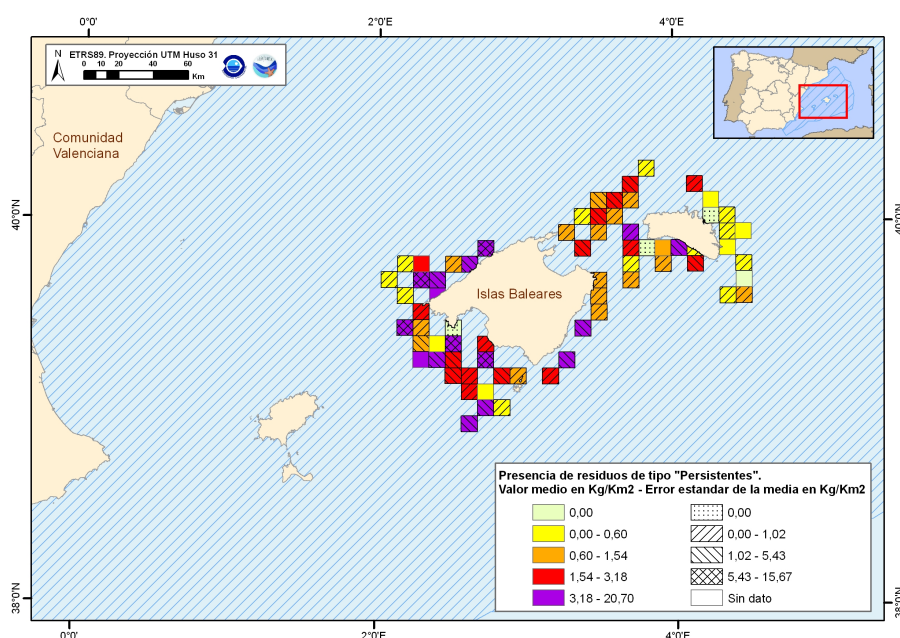 0°'E 2°0'E 4°0'E
N ETRS89. Proyección UTM Huso 31
0 10 20 40 60
Km
Comunidad
Valenciana
40°0'N 40°0'N
Islas Baleares
Presencia de residuos de tipo "Persistentes".
Valor medio en Kg/Km2 - Error estandar de la media en Kg/Km2
0,00 0,00
0,00 - 0,60 0,00 - 1,02
0,60 - 1,54 1,02 - 5,43
1,54 - 3,18 5,43 - 15,67
3,18 - 20,70 Sin dato
38°0'N 38°0'N
0°0' 2°0'E 4°0'E